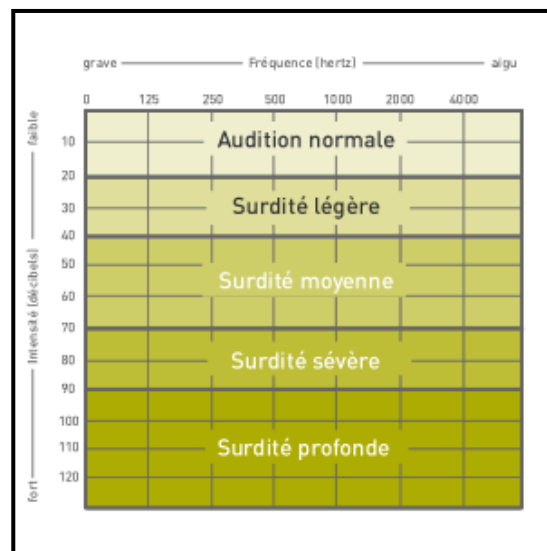 grave Fréquence (hertz) aigu
0 125 250 500 1000 2000 4000
faible
Intensité (décibels)
fort
10
Audition normale
20
30
Surdité légère
40
50
Surdité moyenne
60
70
80
Surdité sévère
90
100
110
Surdité profonde
120